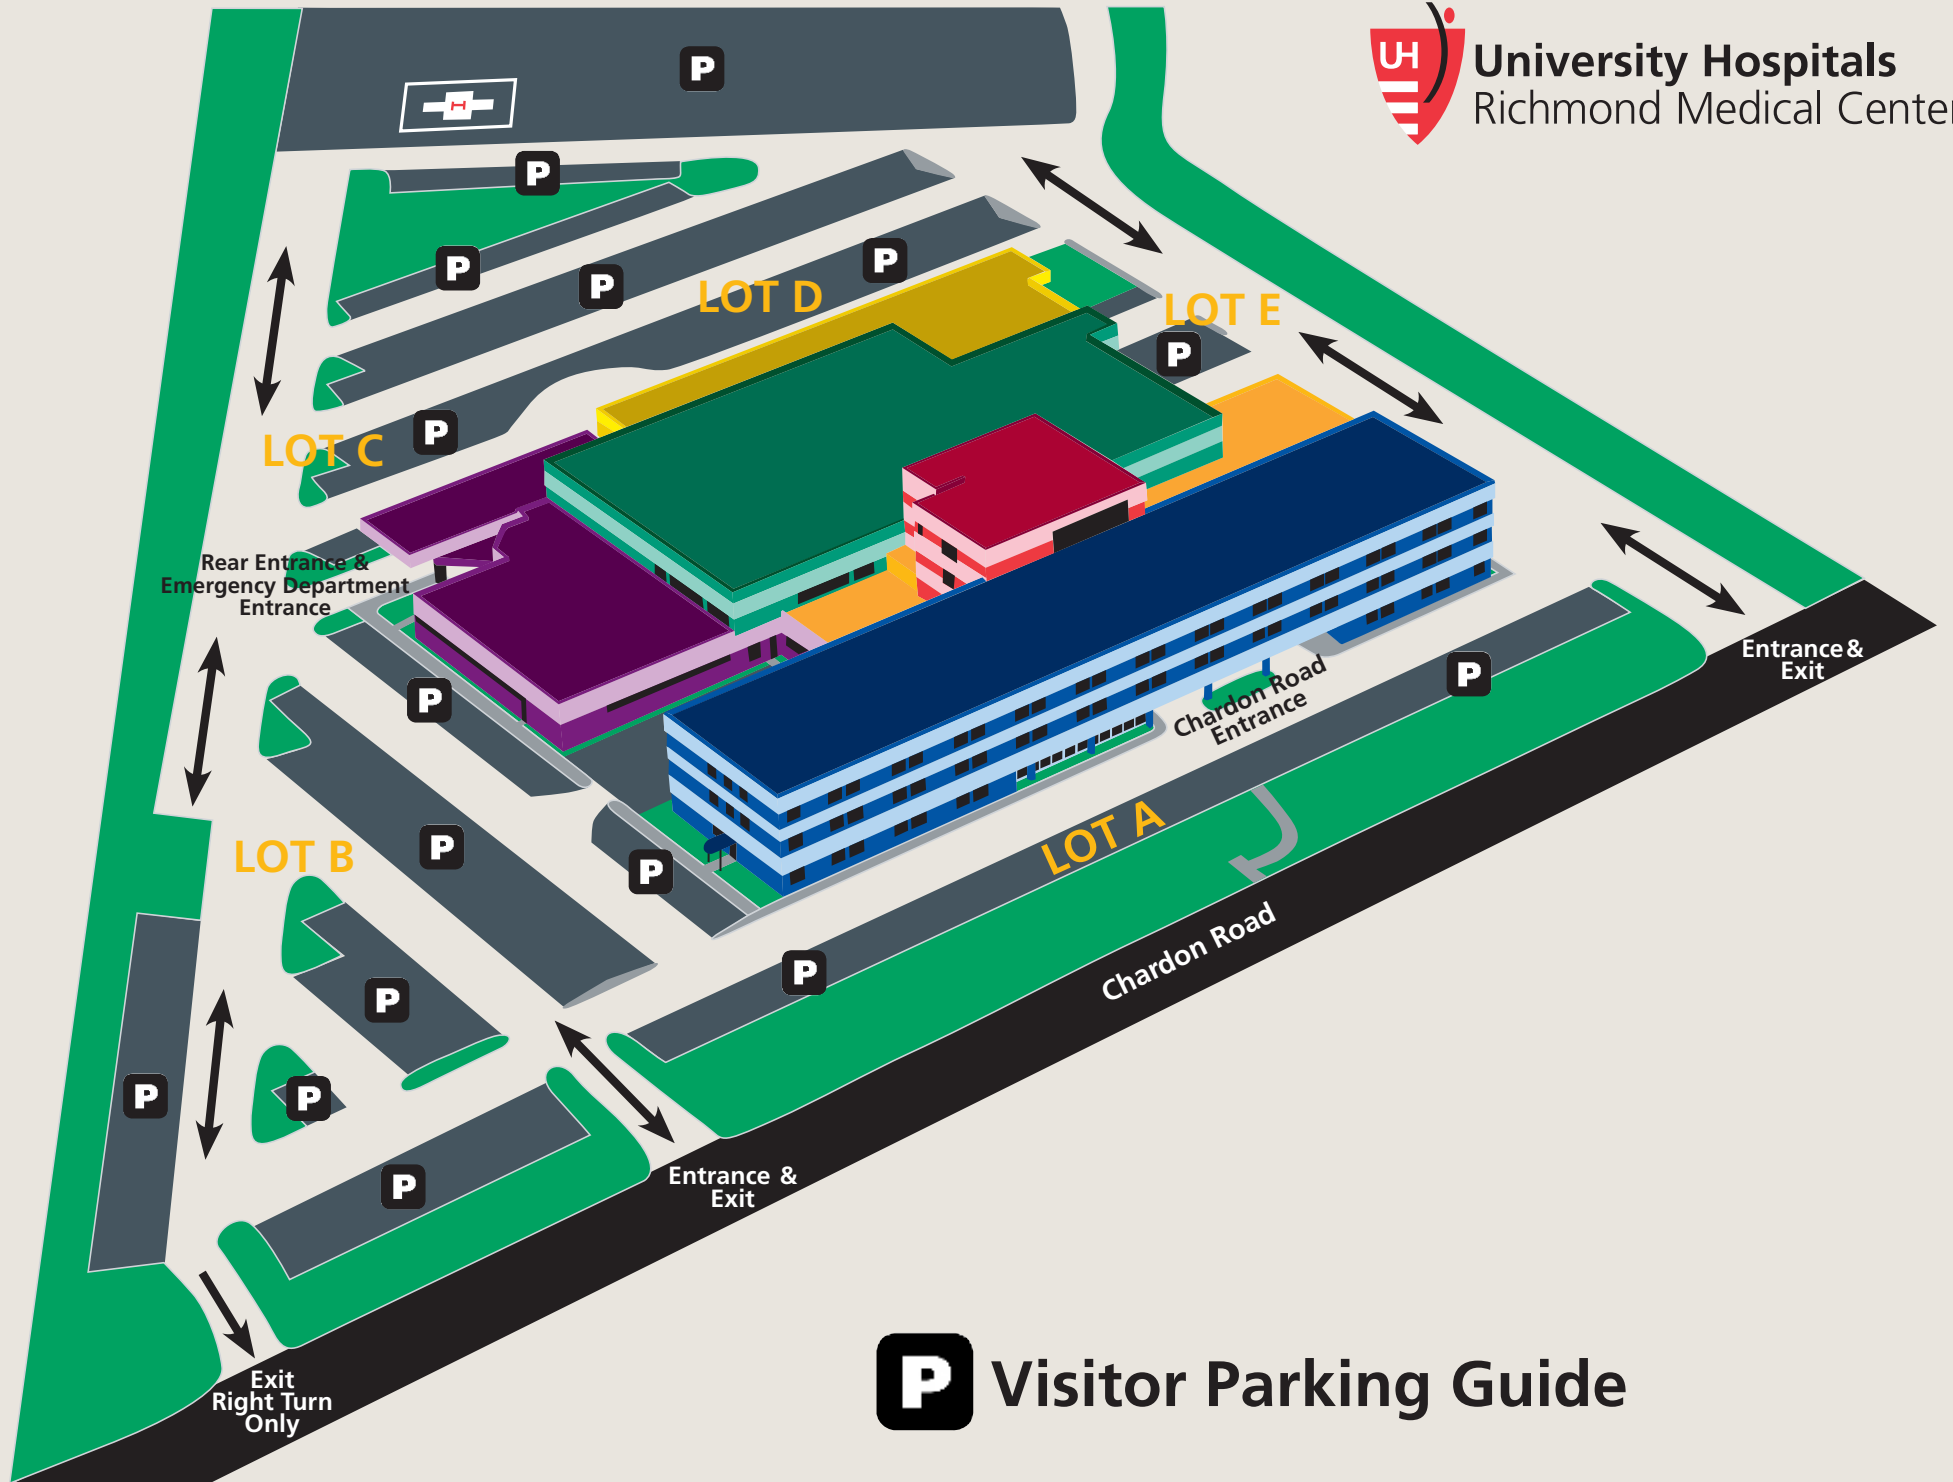 UH
University Hospitals
Richmond Medical Center
P
H
P
P
P
P
LOT D
LOT E
P
P
LOT C
Rear Entrance &
Emergency Department
Entrance
Entrance &
Exit
P
Chardon Road
Entrance
P
LOT A
P
LOT B
P
Chardon Road
P
P
P
P
Entrance &
Exit
P
Exit
Right Turn
Only
P Visitor Parking Guide